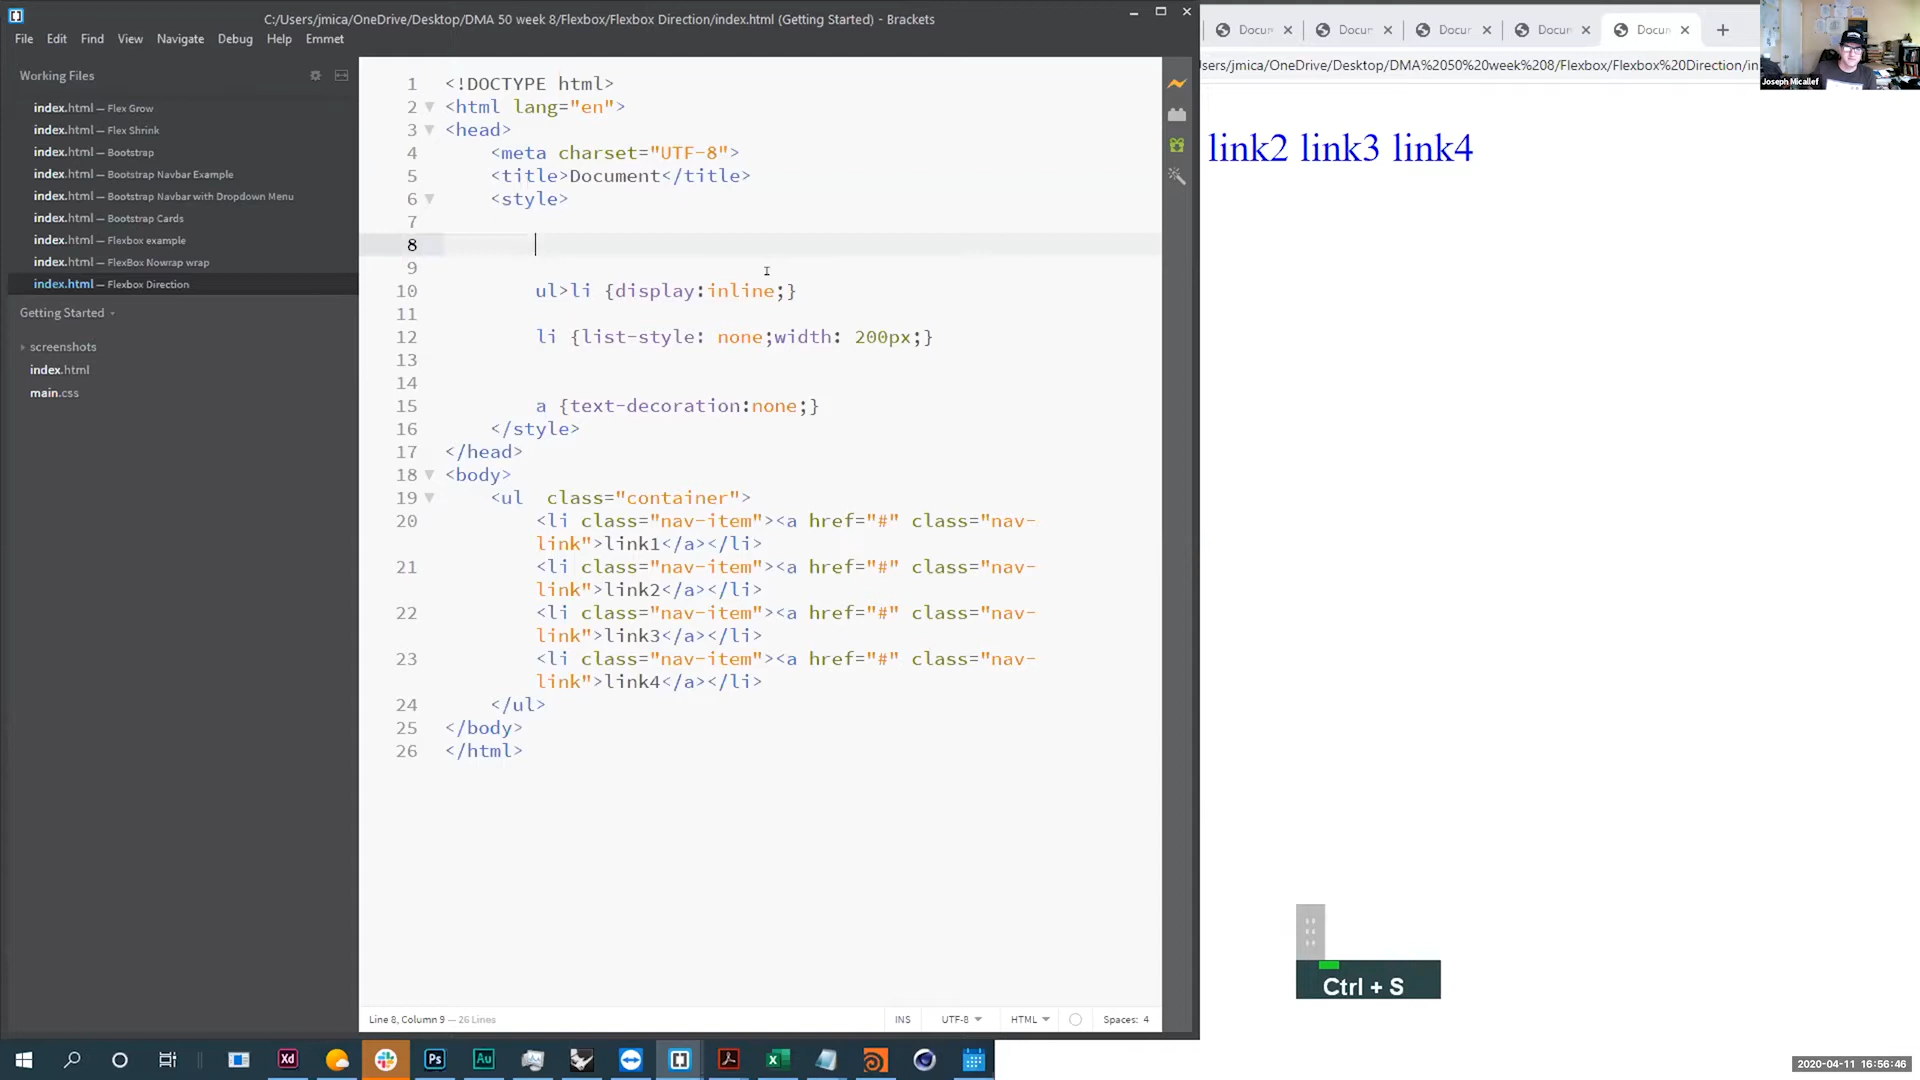 C:/Users/jmica/OneDrive/Desktop/DMA 50 week 8/Flexbox/Flexbox Direction/index.html (Getting Started) - Brackets
File Edit Find View Navigate Debug Help Emmet
Working Files
index.html — Flex Grow
index.html — Flex Shrink
index.html — Bootstrap
index.html — Bootstrap Navbar Example
index.html — Bootstrap Navbar with Dropdown Menu
index.html — Bootstrap Cards
index.html — Flexbox example
index.html — FlexBox Nowrap wrap
index.html — Flexbox Direction
Getting Started
screenshots
index.html
main.css
1 <!DOCTYPE html>
2 <html lang="en">
3 <head>
4 <meta charset="UTF-8">
5 <title>Document</title>
6 <style>
7
8
9
10 ul>li {display:inline;}
11
12 li {list-style: none;width: 200px;}
13
14
15 a {text-decoration:none;}
16 </style>
17 </head>
18 <body>
19 <ul  class="container">
20 <li class="nav-item"><a href="#" class="nav-
link">link1</a></li>
21 <li class="nav-item"><a href="#" class="nav-
link">link2</a></li>
22 <li class="nav-item"><a href="#" class="nav-
link">link3</a></li>
23 <li class="nav-item"><a href="#" class="nav-
link">link4</a></li>
24 </ul>
25 </body>
26 </html>
Line 8, Column 9 — 26 Lines
INS UTF-8 HTML Spaces: 4
Docum Docum Docum Docum Docum
sers/jmica/OneDrive/Desktop/DMA%2050%20week%208/Flexbox/Flexbox%20Direction/in
Joseph Micallef
link2 link3 link4
Ctrl + S
Xd Ps Au
2020-04-11 16:56:46